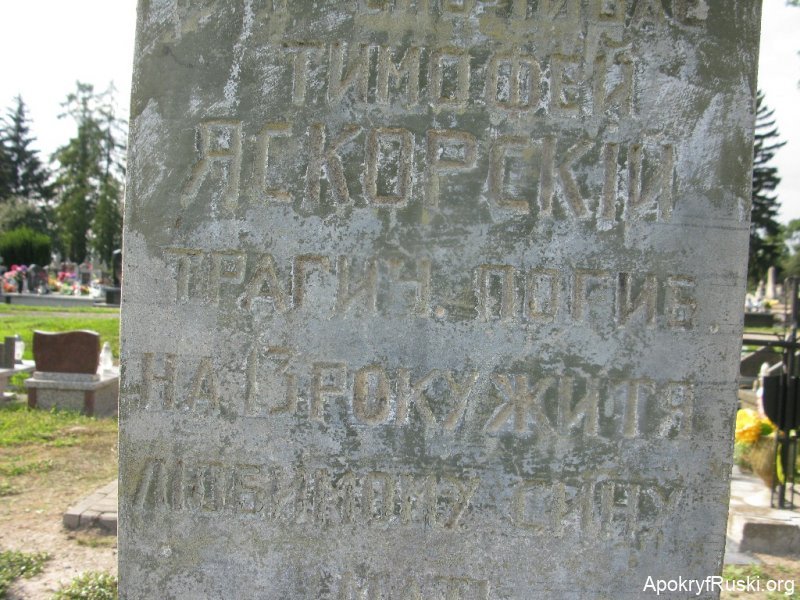 ТИМОФЕЙ
ЯСКОРСКІЙ
ТРАГИЧ. ПОГИБ
НА 13 РОКУ ЖИТЯ
ЛЮБИМОМУ СИНУ
ApokryfRuski.org